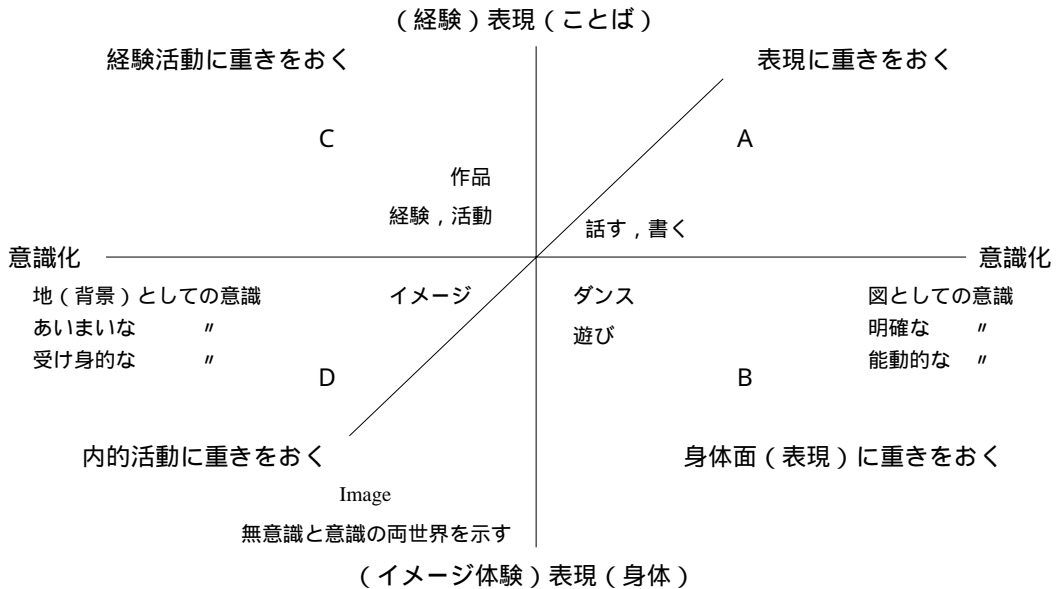 （経験）表現（ことば）
経験活動に重きをおく
表現に重きをおく
C
A
作品
経験，活動
話す，書く
意識化
意識化
地（背景）としての意識
イメージ
ダンス
図としての意識
あいまいな　〃
遊び
明確な　〃
受け身的な　〃
能動的な　〃
D
B
内的活動に重きをおく
身体面（表現）に重きをおく
Image
無意識と意識の両世界を示す
（イメージ体験）表現（身体）